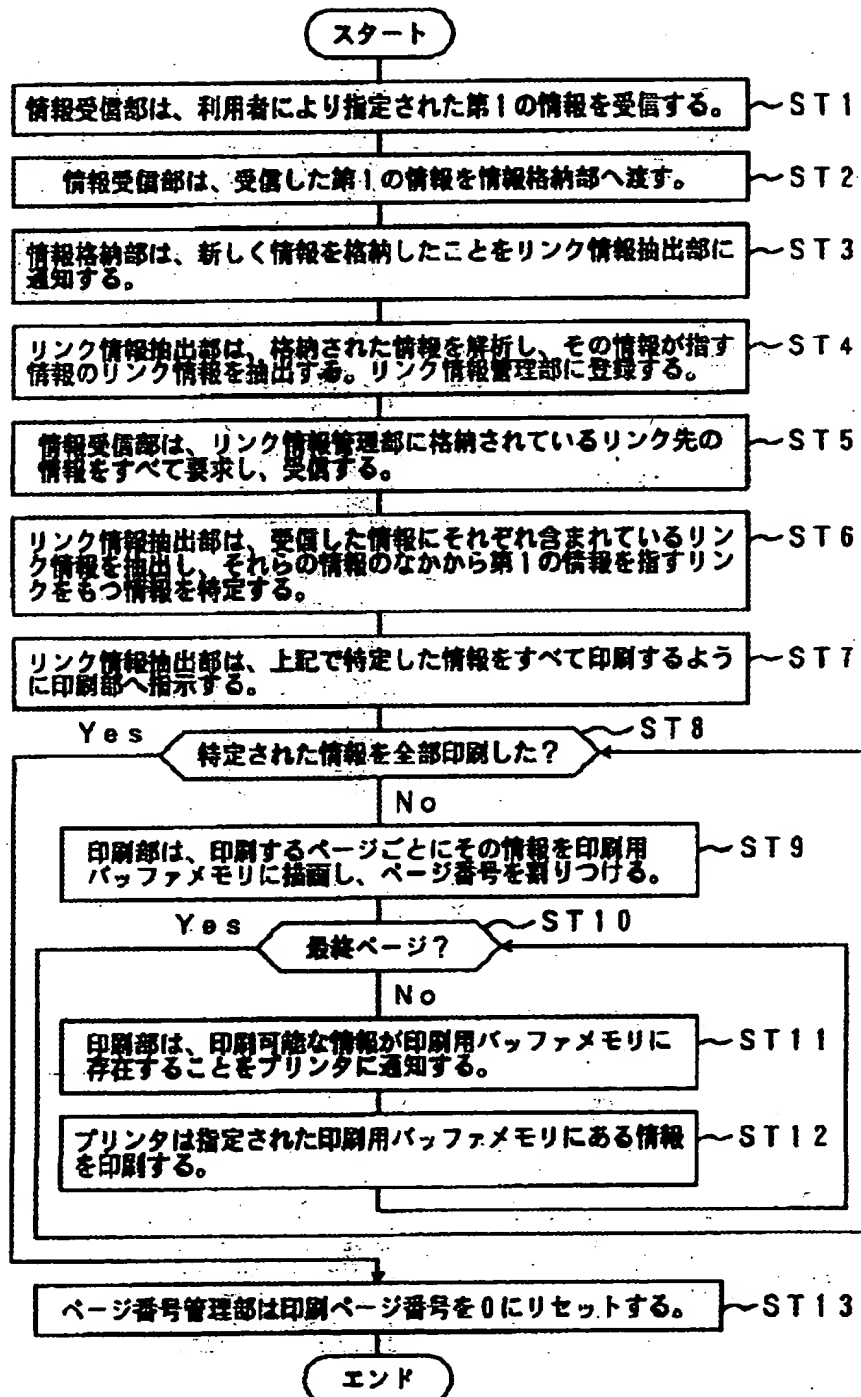 スタート
情報受信部は、利用者により指定された第1の情報を受信する。 ~ST1
情報受信部は、受信した第1の情報を情報格納部へ渡す。 ~ST2
情報格納部は、新しく情報を格納したことをリンク情報抽出部に ~ST3
通知する。
リンク情報抽出部は、格納された情報を解析し、その情報が指す ~ST4
情報のリンク情報を抽出する。リンク情報管理部に登録する。
情報受信部は、リンク情報管理部に格納されているリンク先の ~ST5
情報をすべて要求し、受信する。
リンク情報抽出部は、受信した情報にそれぞれ含まれているリン ~ST6
ク情報を抽出し、それらの情報のなかから第1の情報を指すリン
クをもつ情報を特定する。
リンク情報抽出部は、上記で特定した情報をすべて印刷するよう ~ST7
に印刷部へ指示する。
Yes ST8
特定された情報を全部印刷した?
No
印刷部は、印刷するページごとにその情報を印刷用 ~ST9
バッファメモリに描画し、ページ番号を割りつける。
Yes ST10
最終ページ?
No
印刷部は、印刷可能な情報が印刷用バッファメモリに ~ST11
存在することをプリンタに通知する。
プリンタは指定された印刷用バッファメモリにある情報 ~ST12
を印刷する。
ページ番号管理部は印刷ページ番号を0にリセットする。 ~ST13
エンド